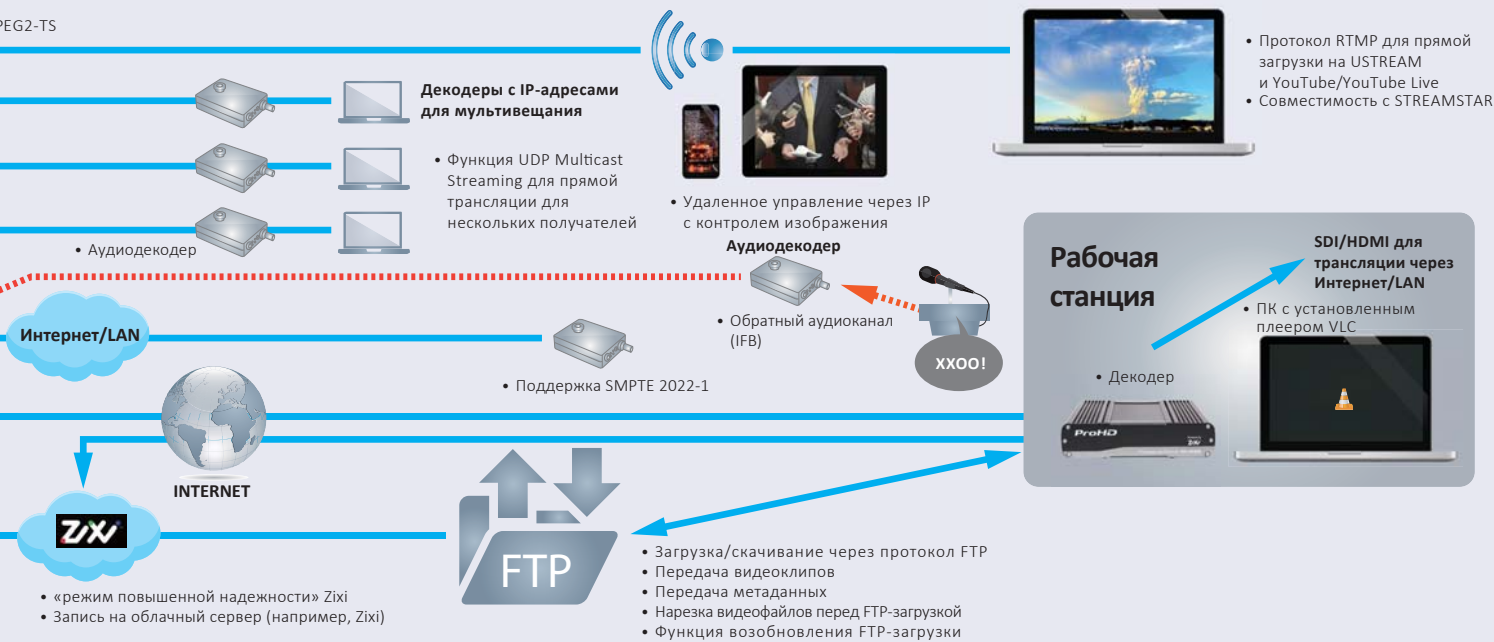 PEG2-TS
• Протокол RTMP для прямой
загрузки на USTREAM
и YouTube/YouTube Live
• Совместимость с STREAMSTAR
Декодеры с IP-адресами
для мультивещания
• Функция UDP Multicast
Streaming для прямой
трансляции для
нескольких получателей
• Аудиодекодер
• Удаленное управление через IP
с контролем изображения
Аудиодекодер
• Обратный аудиоканал
(IFB)
XXOO!
Интернет/LAN
• Поддержка SMPTE 2022-1
Рабочая
станция
SDI/HDMI для
трансляции через
Интернет/LAN
• ПК с установленным
плеером VLC
• Декодер
ProHD
Zixi
INTERNET
ZiXi
• «режим повышенной надежности» Zixi
• Запись на облачный сервер (например, Zixi)
FTP
• Загрузка/скачивание через протокол FTP
• Передача видеоклипов
• Передача метаданных
• Нарезка видеофайлов перед FTP-загрузкой
• Функция возобновления FTP-загрузки